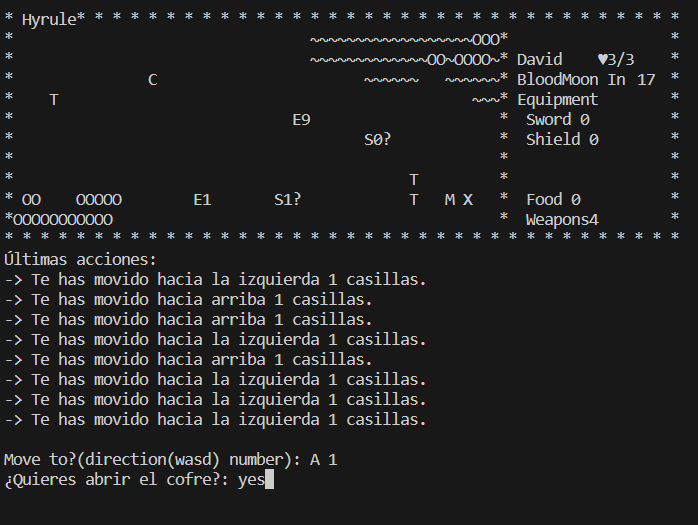 * Hyrule* * * * * * * * * * * * * * * * * * * * * * * * * * * * * * * * * *
*                                 ~~~~~~~~~~~~~~~~~~OOO*                  *
*                                 ~~~~~~~~~~~~~OO~OOOO~* David    ♥3/3    *
*               C                       ~~~~~~   ~~~~~~* BloodMoon In 17  *
*    T                                              ~~~* Equipment        *
*                               E9                     *  Sword 0         *
*                                       S0?            *  Shield 0        *
*                                                      *                  *
*                                            T         *                  *
* OO    OOOOO        E1       S1?            T   M X   *  Food 0          *
*OOOOOOOOOOO                                           *  Weapons4        *
* * * * * * * * * * * * * * * * * * * * * * * * * * * * * * * * * * * * * *
Últimas acciones:
-> Te has movido hacia la izquierda 1 casillas.
-> Te has movido hacia arriba 1 casillas.
-> Te has movido hacia arriba 1 casillas.
-> Te has movido hacia la izquierda 1 casillas.
-> Te has movido hacia arriba 1 casillas.
-> Te has movido hacia la izquierda 1 casillas.
-> Te has movido hacia la izquierda 1 casillas.
-> Te has movido hacia la izquierda 1 casillas.
Move to?(direction(wasd) number): A 1
¿Quieres abrir el cofre?: yes